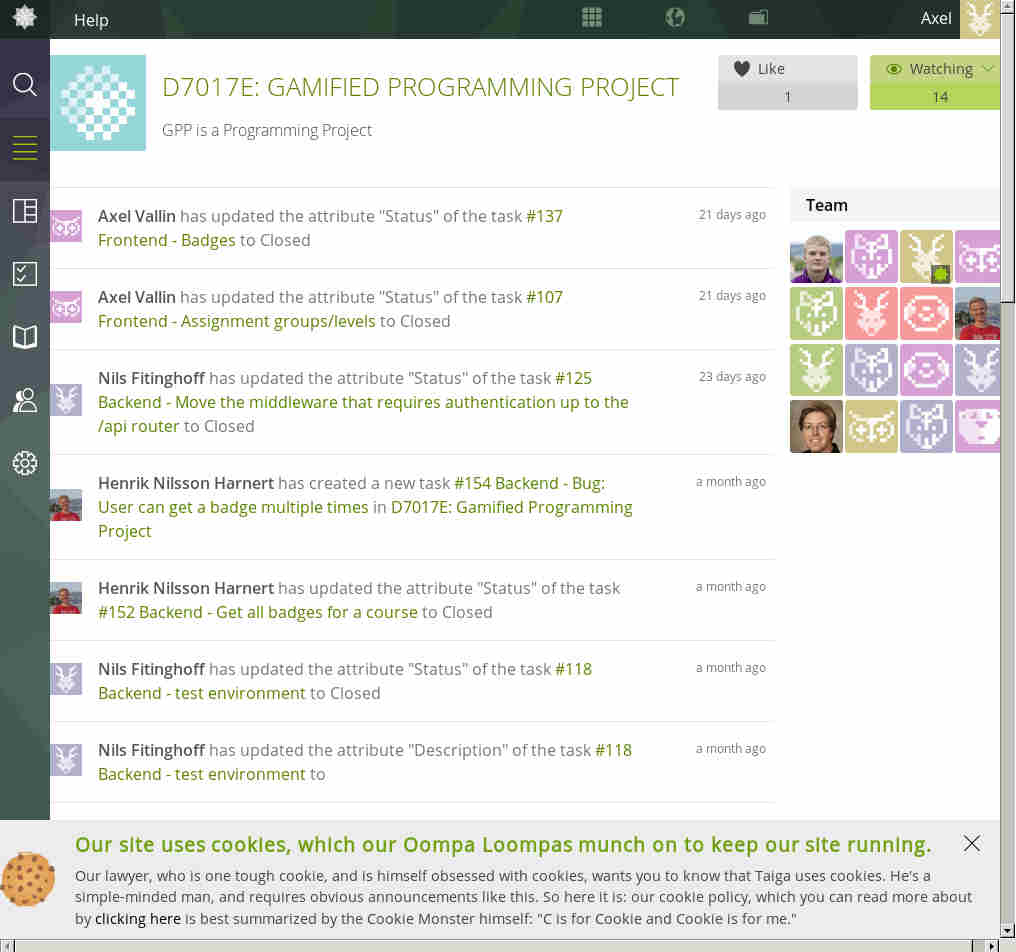 Help
Axel
D7017E: GAMIFIED PROGRAMMING PROJECT
GPP is a Programming Project
Like
1
Watching
14
Axel Vallin has updated the attribute "Status" of the task #137
Frontend - Badges to Closed
21 days ago
Axel Vallin has updated the attribute "Status" of the task #107
Frontend - Assignment groups/levels to Closed
21 days ago
Nils Fitinghoff has updated the attribute "Status" of the task #125
Backend - Move the middleware that requires authentication up to the
/api router to Closed
23 days ago
Henrik Nilsson Harnert has created a new task #154 Backend - Bug:
User can get a badge multiple times in D7017E: Gamified Programming
Project
a month ago
Henrik Nilsson Harnert has updated the attribute "Status" of the task
#152 Backend - Get all badges for a course to Closed
a month ago
Nils Fitinghoff has updated the attribute "Status" of the task #118
Backend - test environment to Closed
a month ago
Nils Fitinghoff has updated the attribute "Description" of the task #118
Backend - test environment to
a month ago
Team
Our site uses cookies, which our Oompa Loompas munch on to keep our site running.
Our lawyer, who is one tough cookie, and is himself obsessed with cookies, wants you to know that Taiga uses cookies. He's a
simple-minded man, and requires obvious announcements like this. So here it is: our cookie policy, which you can read more about
by clicking here is best summarized by the Cookie Monster himself: "C is for Cookie and Cookie is for me."